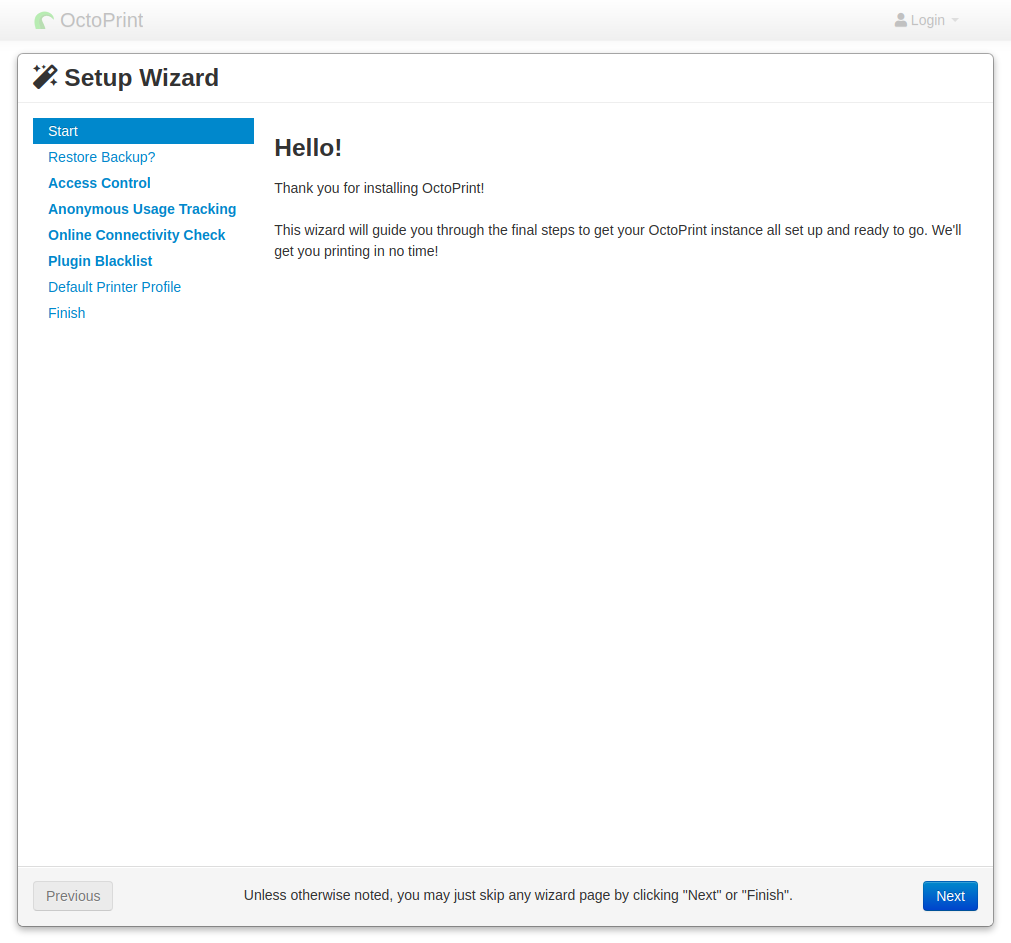 OctoPrint
Login
Setup Wizard
Start
Restore Backup?
Access Control
Anonymous Usage Tracking
Online Connectivity Check
Plugin Blacklist
Default Printer Profile
Finish
Hello!
Thank you for installing OctoPrint!
This wizard will guide you through the final steps to get your OctoPrint instance all set up and ready to go. We'll
get you printing in no time!
Previous
Unless otherwise noted, you may just skip any wizard page by clicking "Next" or "Finish".
Next